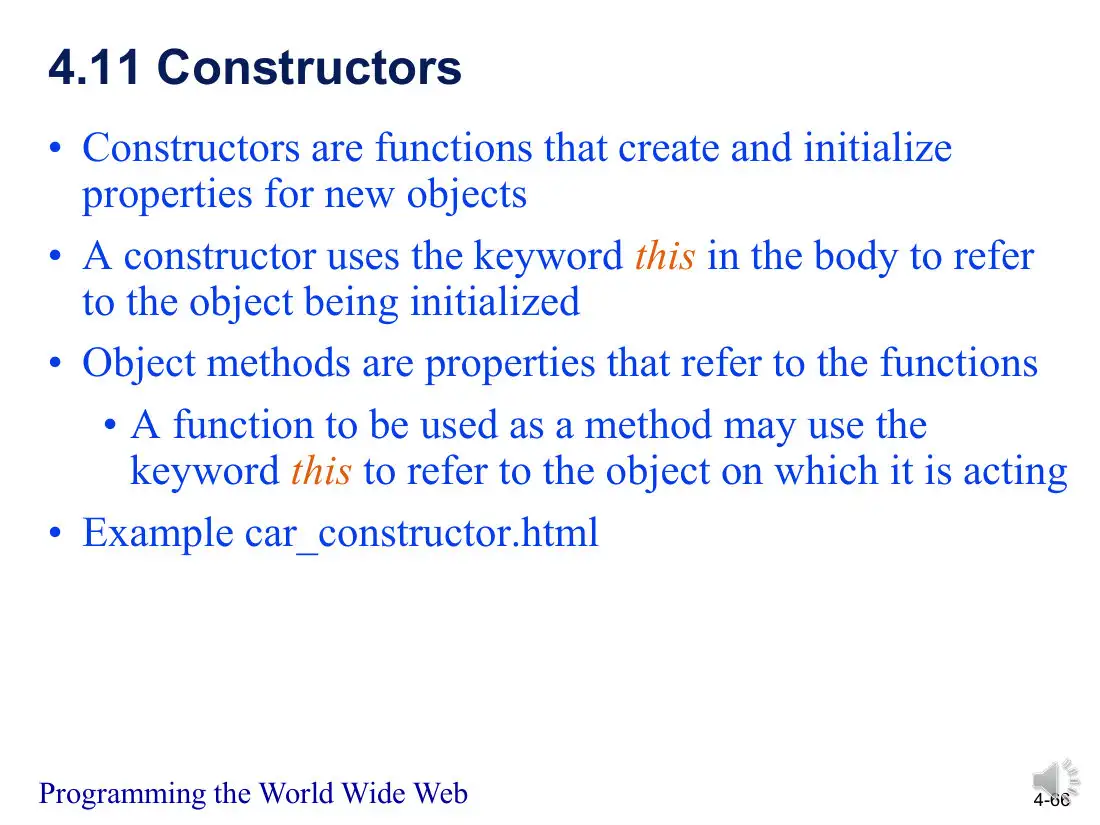 4.11 Constructors
• Constructors are functions that create and initialize
properties for new objects
• A constructor uses the keyword this in the body to refer
to the object being initialized
• Object methods are properties that refer to the functions
• A function to be used as a method may use the
keyword this to refer to the object on which it is acting
• Example car_constructor.html
Programming the World Wide Web
4-66